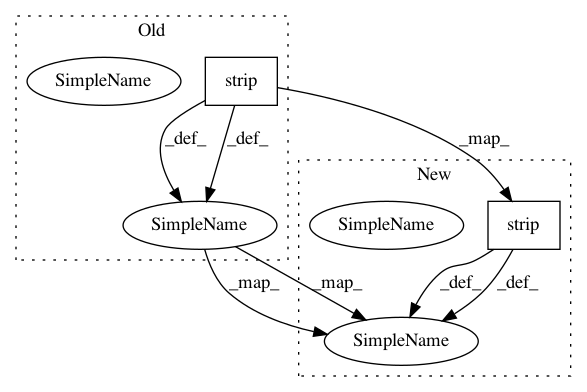 Old
SimpleName
strip
_def_
_def_
_map_
New
SimpleName
SimpleName
strip
_map_
_map_
_def_
_def_
SimpleName